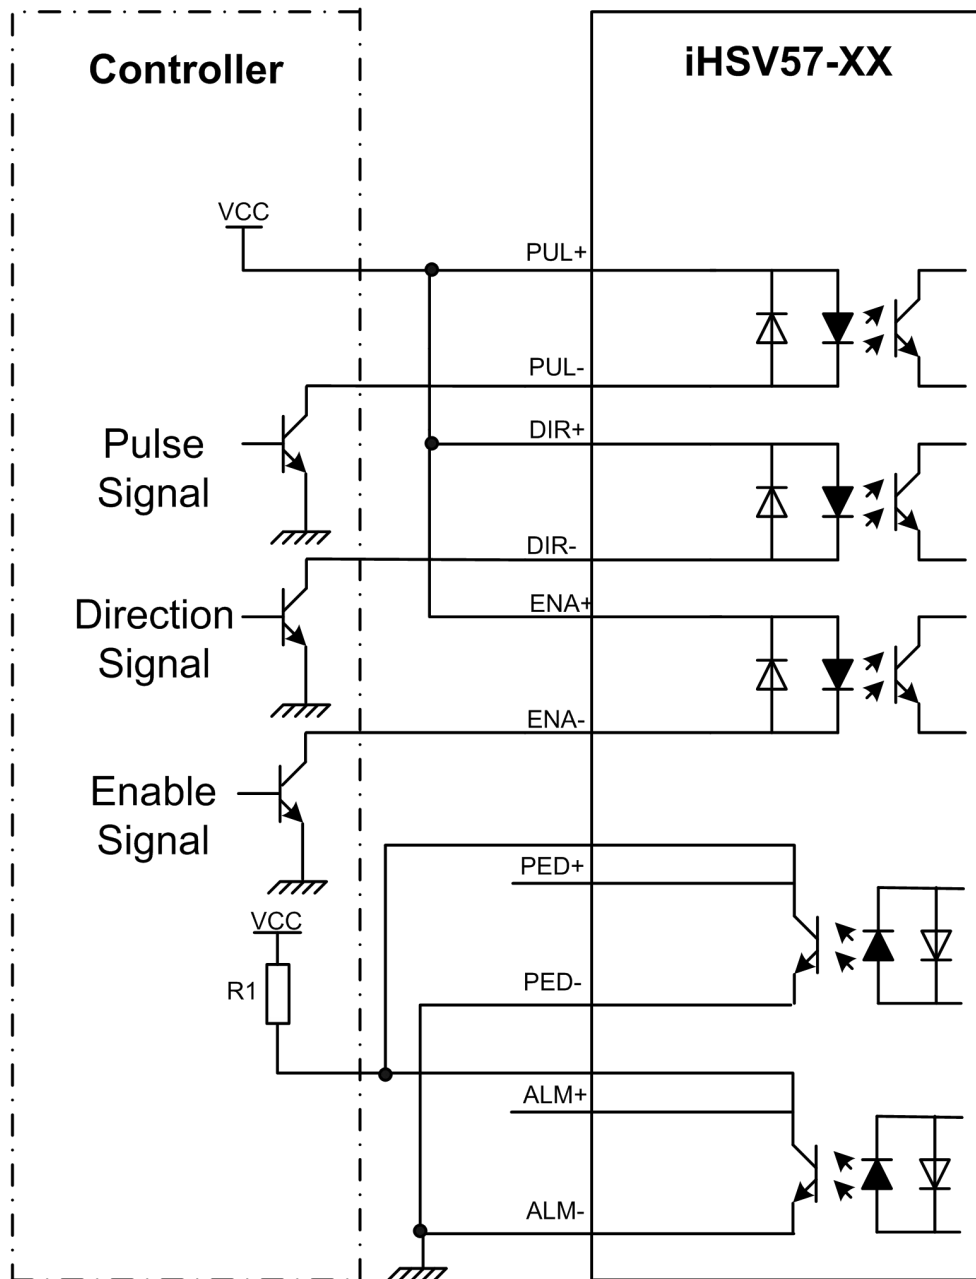 Controller
iHSV57-XX
VCC
PUL+
PUL-
Pulse
Signal
DIR+
DIR-
Direction
Signal
ENA+
ENA-
Enable
Signal
PED+
VCC
R1
PED-
ALM+
ALM-